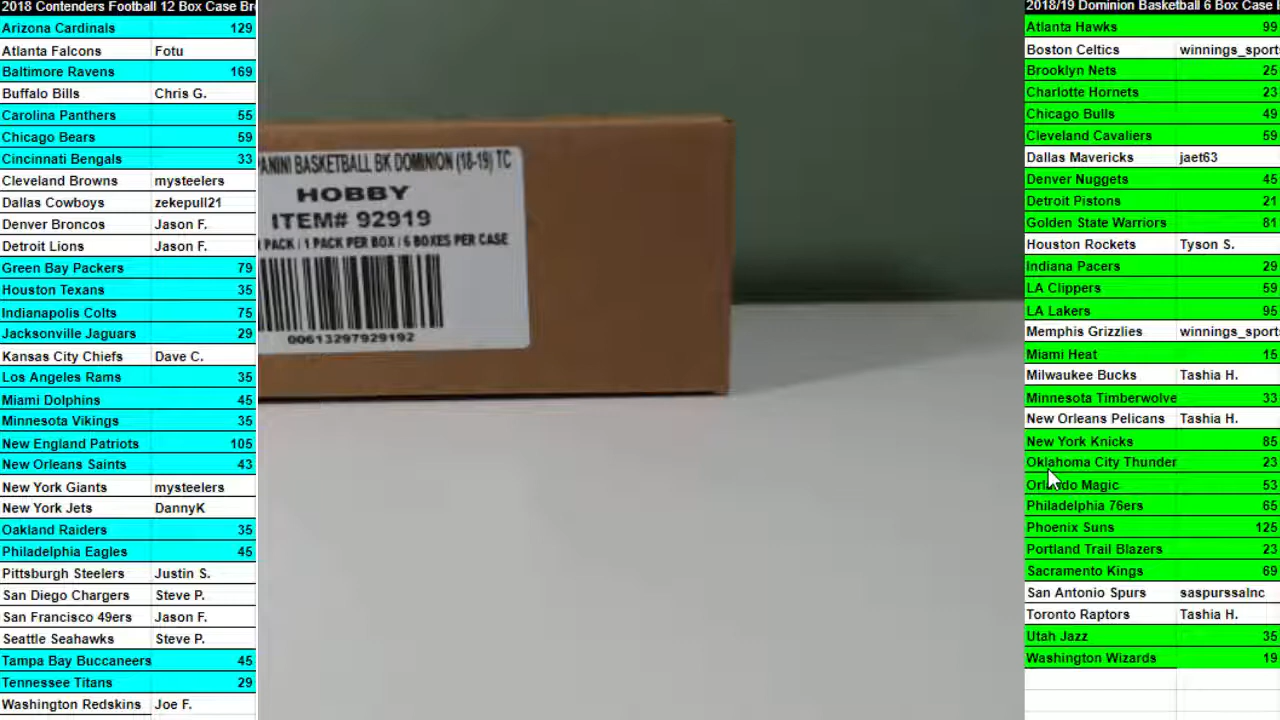 2018 Contenders Football 12 Box Case
Arizona Cardinals 129
Atlanta Falcons Fotu
Baltimore Ravens 169
Buffalo Bills Chris G.
Carolina Panthers 55
Chicago Bears 59
Cincinnati Bengals 33
Cleveland Browns mysteelers
Dallas Cowboys zekepull21
Denver Broncos Jason F.
Detroit Lions Jason F.
Green Bay Packers 79
Houston Texans 35
Indianapolis Colts 75
Jacksonville Jaguars 29
Kansas City Chiefs Dave C.
Los Angeles Rams 35
Miami Dolphins 45
Minnesota Vikings 35
New England Patriots 105
New Orleans Saints 43
New York Giants mysteelers
New York Jets DannyK
Oakland Raiders 35
Philadelphia Eagles 45
Pittsburgh Steelers Justin S.
San Diego Chargers Steve P.
San Francisco 49ers Jason F.
Seattle Seahawks Steve P.
Tampa Bay Buccaneers 45
Tennessee Titans 29
Washington Redskins Joe F.
BASKETBALL BK DOMINION (18-19) TC
HOBBY
ITEM# 92919
PACK / 1 PACK PER BOX / 6 BOXES PER CASE
00613297929192
2018/19 Dominion Basketball 6 Box Case
Atlanta Hawks 99
Boston Celtics winnings_sports
Brooklyn Nets 25
Charlotte Hornets 23
Chicago Bulls 49
Cleveland Cavaliers 59
Dallas Mavericks jaet63
Denver Nuggets 45
Detroit Pistons 21
Golden State Warriors 81
Houston Rockets Tyson S.
Indiana Pacers 29
LA Clippers 59
LA Lakers 95
Memphis Grizzlies winnings_sports
Miami Heat 15
Milwaukee Bucks Tashia H.
Minnesota Timberwolve 33
New Orleans Pelicans Tashia H.
New York Knicks 85
Oklahoma City Thunder 23
Orlando Magic 53
Philadelphia 76ers 65
Phoenix Suns 125
Portland Trail Blazers 23
Sacramento Kings 69
San Antonio Spurs saspurssalnc
Toronto Raptors Tashia H.
Utah Jazz 35
Washington Wizards 19